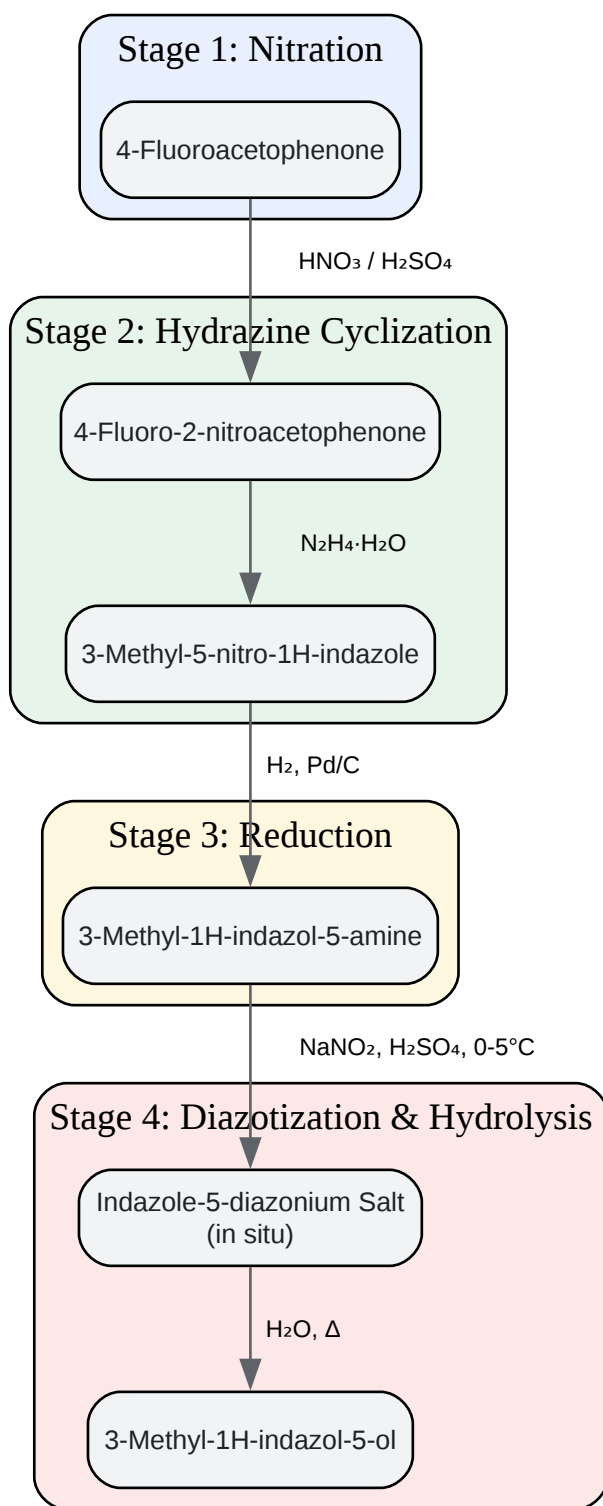 Stage 1: Nitration
4-Fluoroacetophenone
HNO₃ / H₂SO₄
Stage 2: Hydrazine Cyclization
4-Fluoro-2-nitroacetophenone
N₂H₄·H₂O
3-Methyl-5-nitro-1H-indazole
H₂, Pd/C
Stage 3: Reduction
3-Methyl-1H-indazol-5-amine
NaNO₂, H₂SO₄, 0-5°C
Stage 4: Diazotization & Hydrolysis
Indazole-5-diazonium Salt
(in situ)
H₂O, Δ
3-Methyl-1H-indazol-5-ol